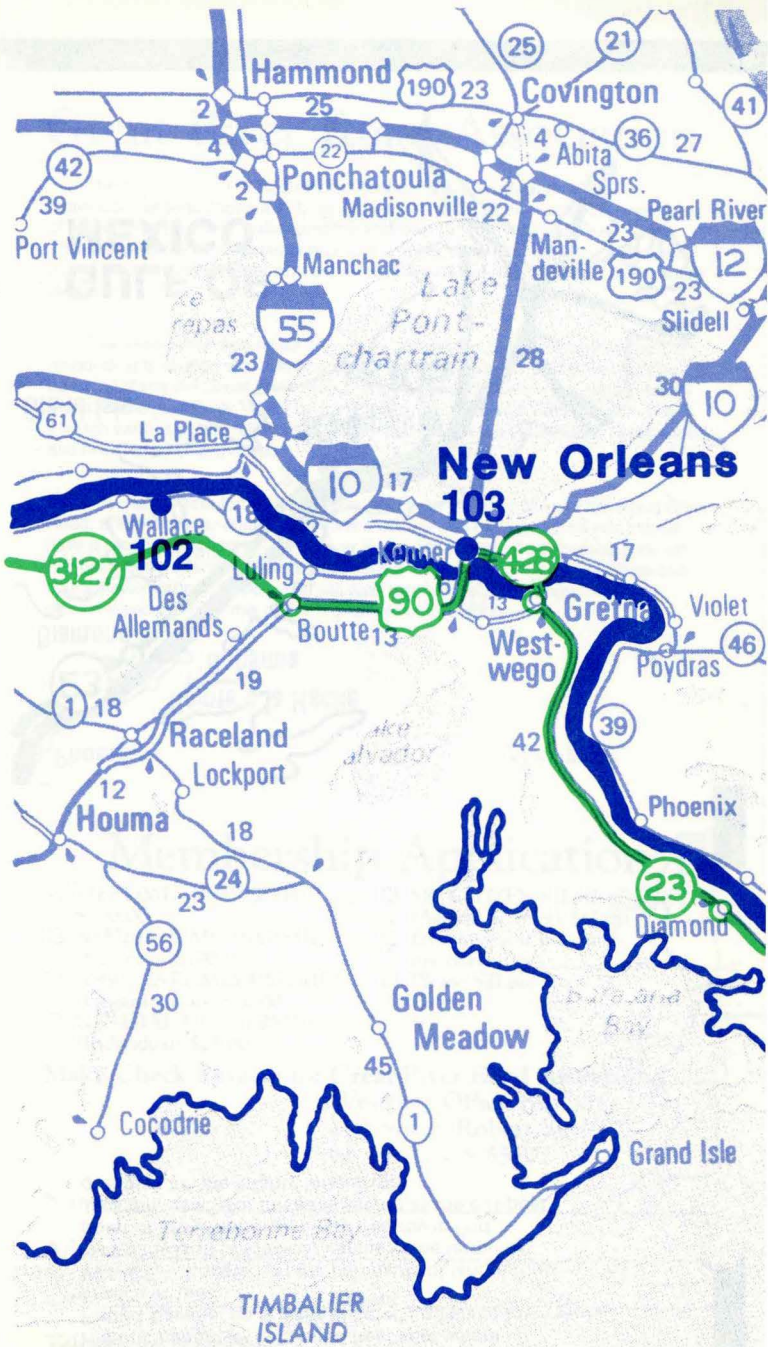 25
21
Hammond
190
23
Covington
2
25
41
4
22
4
36
27
42
Abita
Sprs.
2
Ponchatoula
2
39
Madisonville
22
Pearl River
Port Vincent
Man-
deville
23
12
190
Manchac
Lake
Pont-
chartrain
23
Slidell
55
repas
23
28
30
10
61
La Place
New Orleans
103
10
17
18
Wallace
102
Kenner
428
17
3127
Luling
90
13
Gretna
Violet
Des
Allemands
Boutte
13
West-
wego
Poydras
46
19
1
18
39
Raceland
42
Lockport
12
Phoenix
Houma
18
24
23
23
Diamond
56
30
Golden
Meadow
Bay
45
Cocodrie
1
Grand Isle
Terrebonne Bay
TIMBALIER
ISLAND